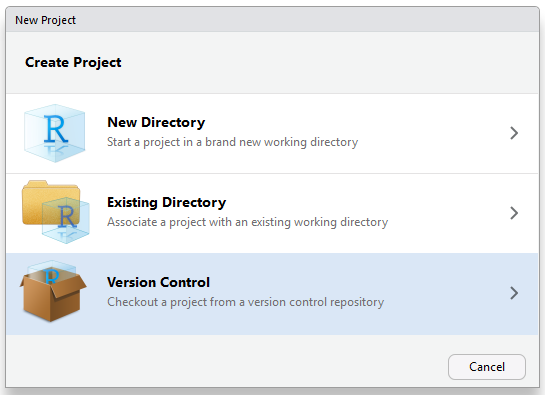 New Project
Create Project
R
New Directory
Start a project in a brand new working directory
R
Existing Directory
Associate a project with an existing working directory
R
Version Control
Checkout a project from a version control repository
Cancel